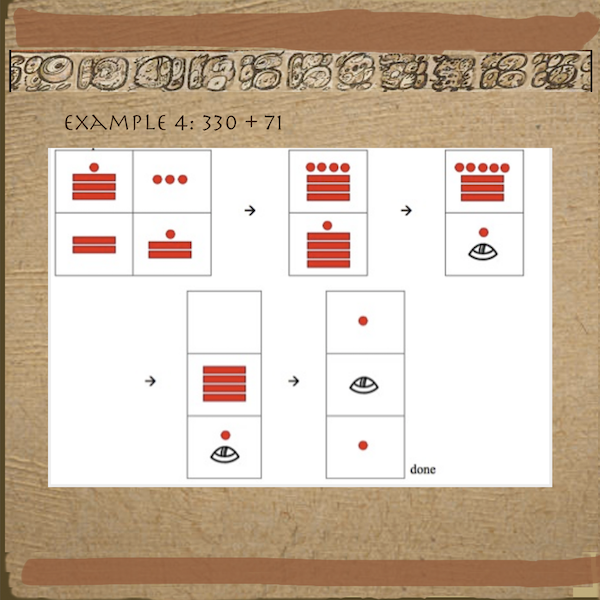 EXAMPLE 4: 330 + 71
→ →
→ → done